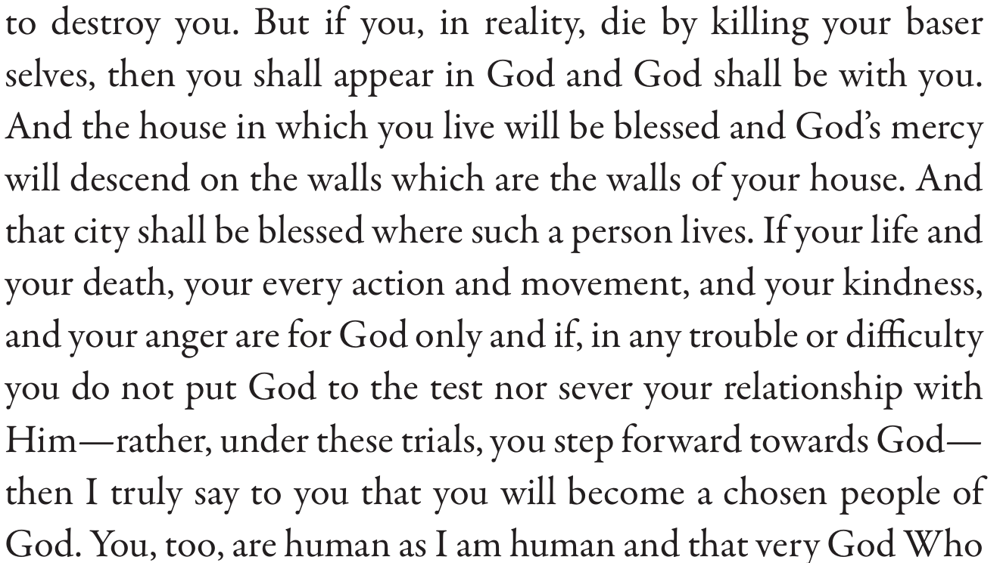 to destroy you. But if you, in reality, die by killing your baser
selves, then you shall appear in God and God shall be with you.
And the house in which you live will be blessed and God’s mercy
will descend on the walls which are the walls of your house. And
that city shall be blessed where such a person lives. If your life and
your death, your every action and movement, and your kindness,
and your anger are for God only and if, in any trouble or difficulty
you do not put God to the test nor sever your relationship with
Him—rather, under these trials, you step forward towards God—
then I truly say to you that you will become a chosen people of
God. You, too, are human as I am human and that very God Who